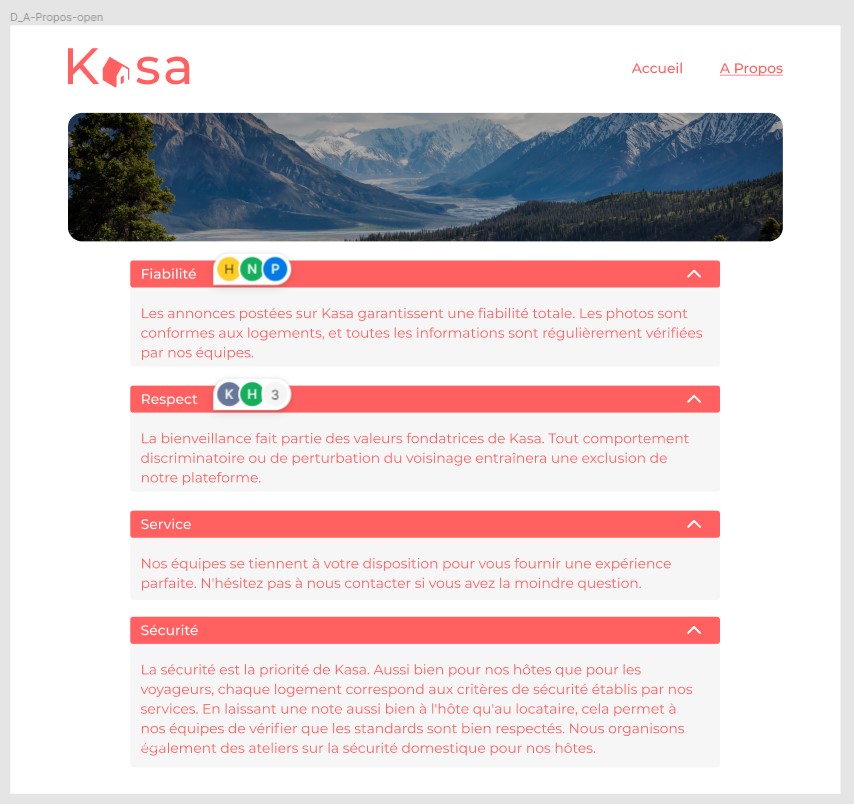 D_A-Propos-open
Kasa
Accueil
A Propos
Fiabilité
H N P
Les annonces postées sur Kasa garantissent une fiabilité totale. Les photos sont
conformes aux logements, et toutes les informations sont régulièrement vérifiées
par nos équipes.
Respect
K H 3
La bienveillance fait partie des valeurs fondatrices de Kasa. Tout comportement
discriminatoire ou de perturbation du voisinage entraînera une exclusion de
notre plateforme.
Service
Nos équipes se tiennent à votre disposition pour vous fournir une expérience
parfaite. N'hésitez pas à nous contacter si vous avez la moindre question.
Sécurité
La sécurité est la priorité de Kasa. Aussi bien pour nos hôtes que pour les
voyageurs, chaque logement correspond aux critères de sécurité établis par nos
services. En laissant une note aussi bien à l'hôte qu'au locataire, cela permet à
nos équipes de vérifier que les standards sont bien respectés. Nous organisons
également des ateliers sur la sécurité domestique pour nos hôtes.